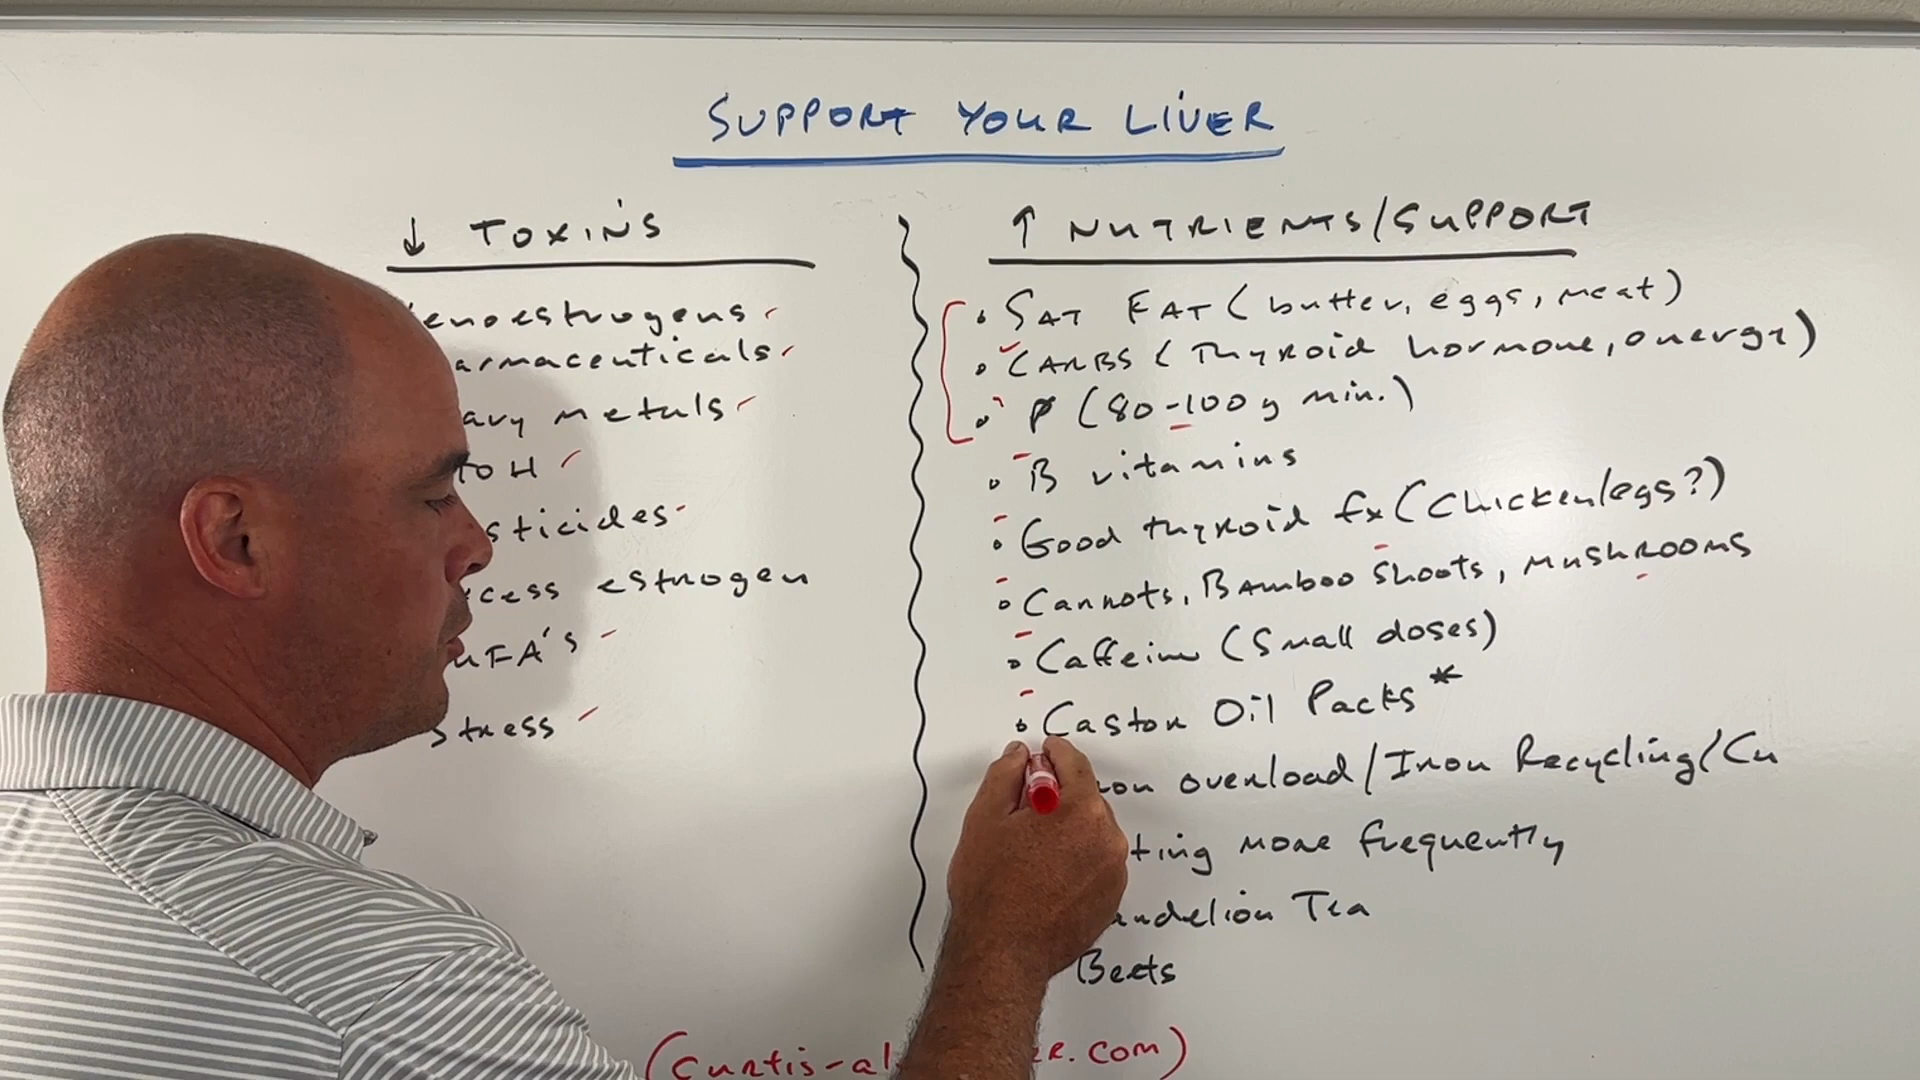 SUPPORT YOUR LIVER
↓ TOXINS
enoestrogens
armaceuticals
avy metals
toH
sticides
cess estrogen
uFA's
stress
↑ NUTRIENTS/SUPPORT
• SAT FAT (butter, eggs, meat)
• CARBS (Thyroid hormone, energy)
• P (80-100g min.)
• B vitamins
• Good thyroid fx (Chicken legs?)
• Carrots, Bamboo Shoots, Mushrooms
• Caffeine (Small doses)
• Castor Oil Packs *
ron overload/Iron Recycling/Cu
ting more frequently
andelion Tea
Beets
(curtis-al ER.com)